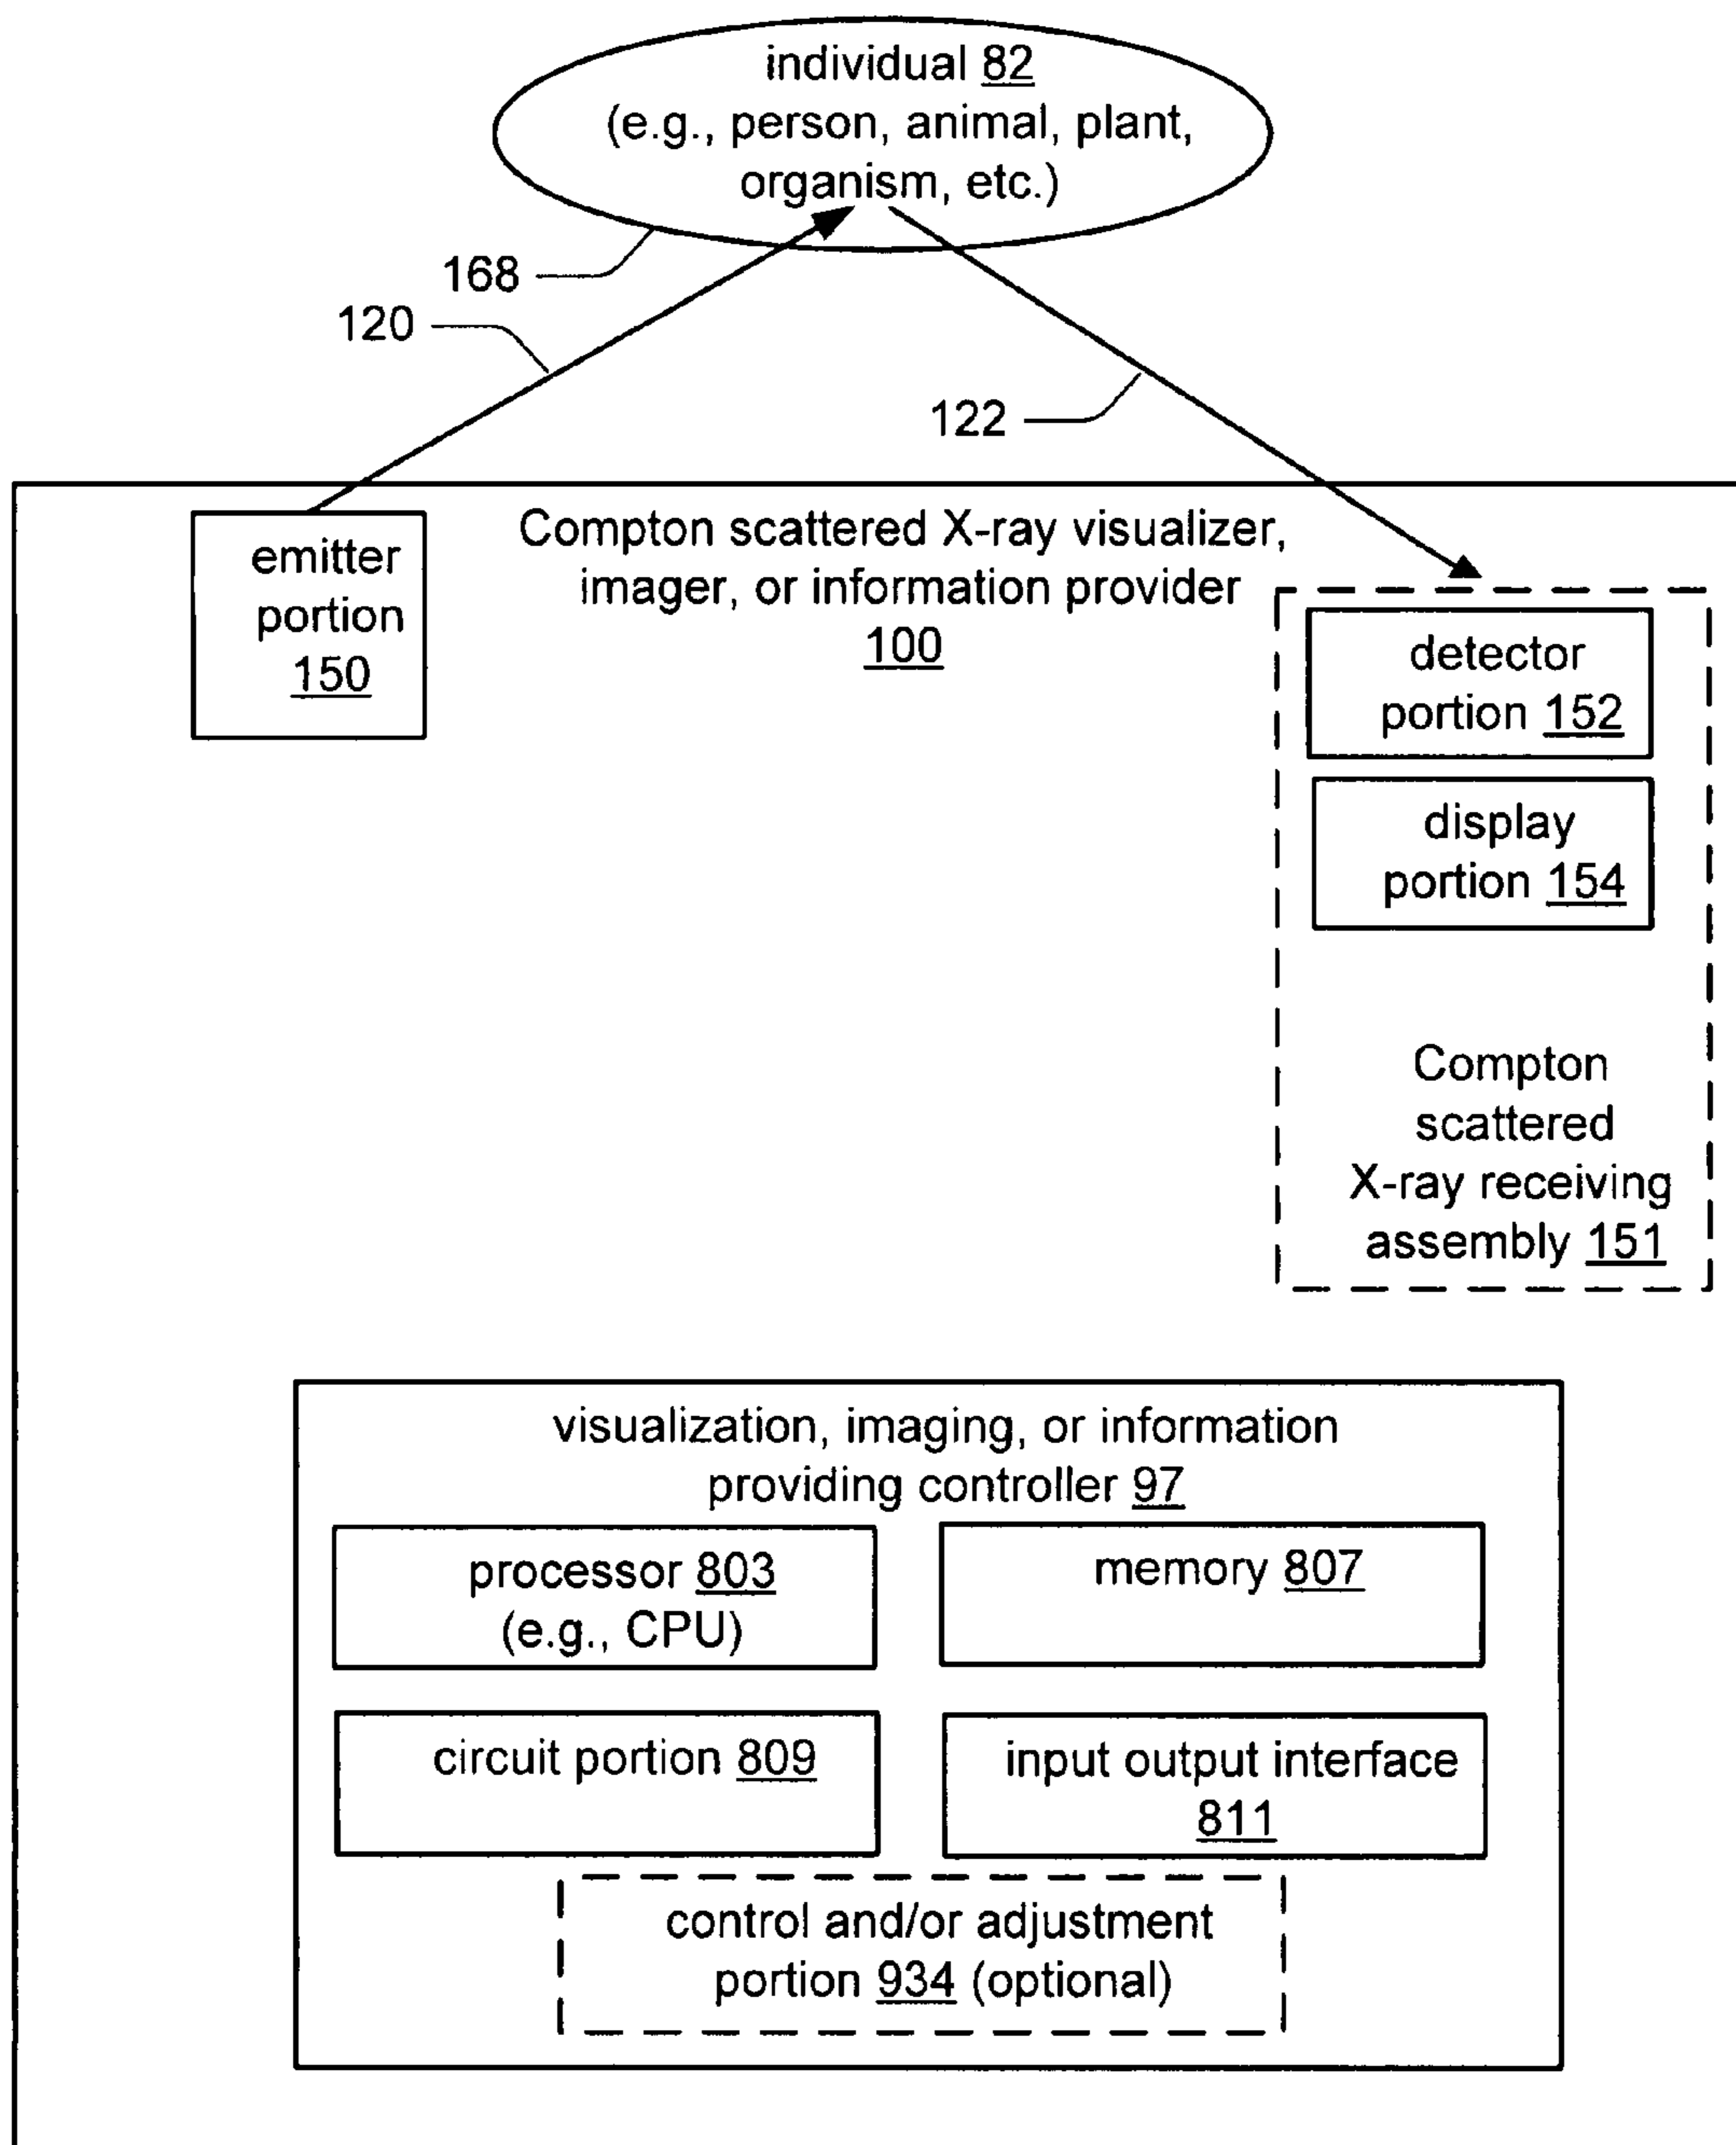 individual 82
(e.g., person, animal, plant,
organism, etc.)
168
120
122
emitter
portion
150
Compton scattered X-ray visualizer,
imager, or information provider
100
detector
portion 152
display
portion 154
Compton
scattered
X-ray receiving
assembly 151
visualization, imaging, or information
providing controller 97
processor 803
(e.g., CPU)
memory 807
circuit portion 809
input output interface
811
control and/or adjustment
portion 934 (optional)